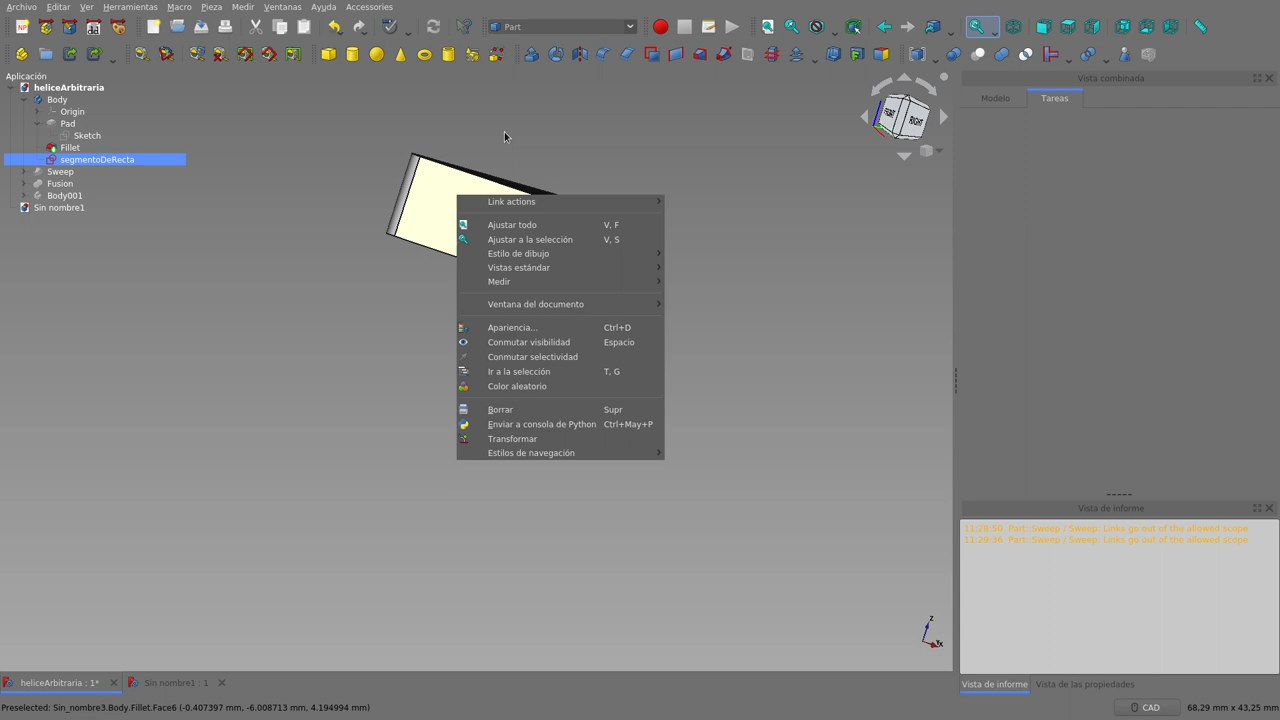 Archivo Editar Ver Herramientas Macro Pieza Medir Ventanas Ayuda Accessories
Part
Aplicación
heliceArbitraria
Body
Origin
Pad
Sketch
Fillet
segmentoDeRecta
Sweep
Fusion
Body001
Sin nombre1
FRONT
RIGHT
Link actions
Ajustar todo V, F
Ajustar a la selección V, S
Estilo de dibujo
Vistas estándar
Medir
Ventana del documento
Apariencia... Ctrl+D
Conmutar visibilidad Espacio
Conmutar selectividad
Ir a la selección T, G
Color aleatorio
Borrar Supr
Enviar a consola de Python Ctrl+May+P
Transformar
Estilos de navegación
Vista combinada
Modelo Tareas
Vista de informe
11:28:50 Part::Sweep / Sweep: Links go out of the allowed scope
11:29:36 Part::Sweep / Sweep: Links go out of the allowed scope
Z
Vista de informe Vista de las propiedades
heliceArbitraria : 1* Sin nombre1 : 1
Preselected: Sin_nombre3.Body.Fillet.Face6 (-0.407397 mm, -6.008713 mm, 4.194994 mm)
CAD 68,29 mm x 43,25 mm